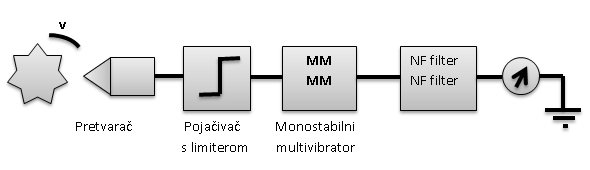 v
MM
MM
NF filter
NF filter
Pretvarač
Pojačivač
s limiterom
Monostabilni
multivibrator